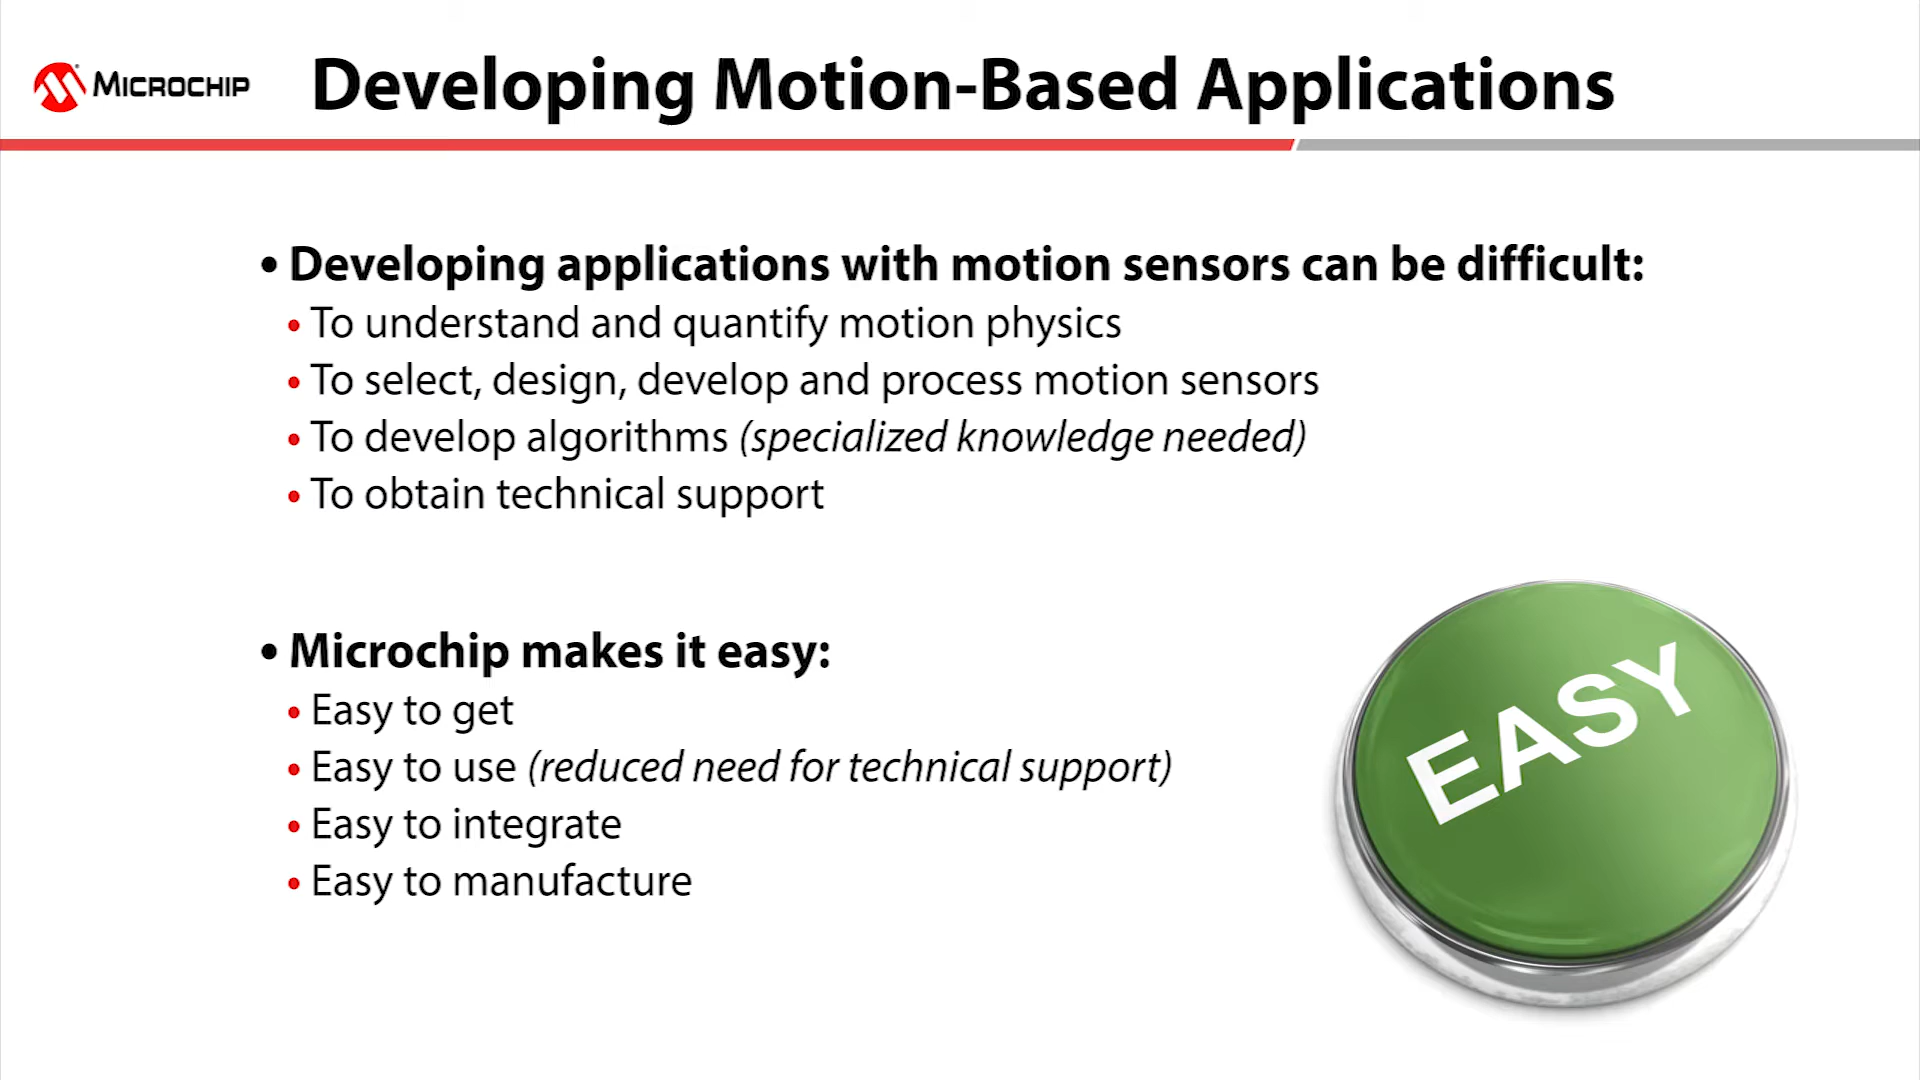 MICROCHIP
Developing Motion-Based Applications
• Developing applications with motion sensors can be difficult:
• To understand and quantify motion physics
• To select, design, develop and process motion sensors
• To develop algorithms (specialized knowledge needed)
• To obtain technical support
• Microchip makes it easy:
• Easy to get
• Easy to use (reduced need for technical support)
• Easy to integrate
• Easy to manufacture
EASY